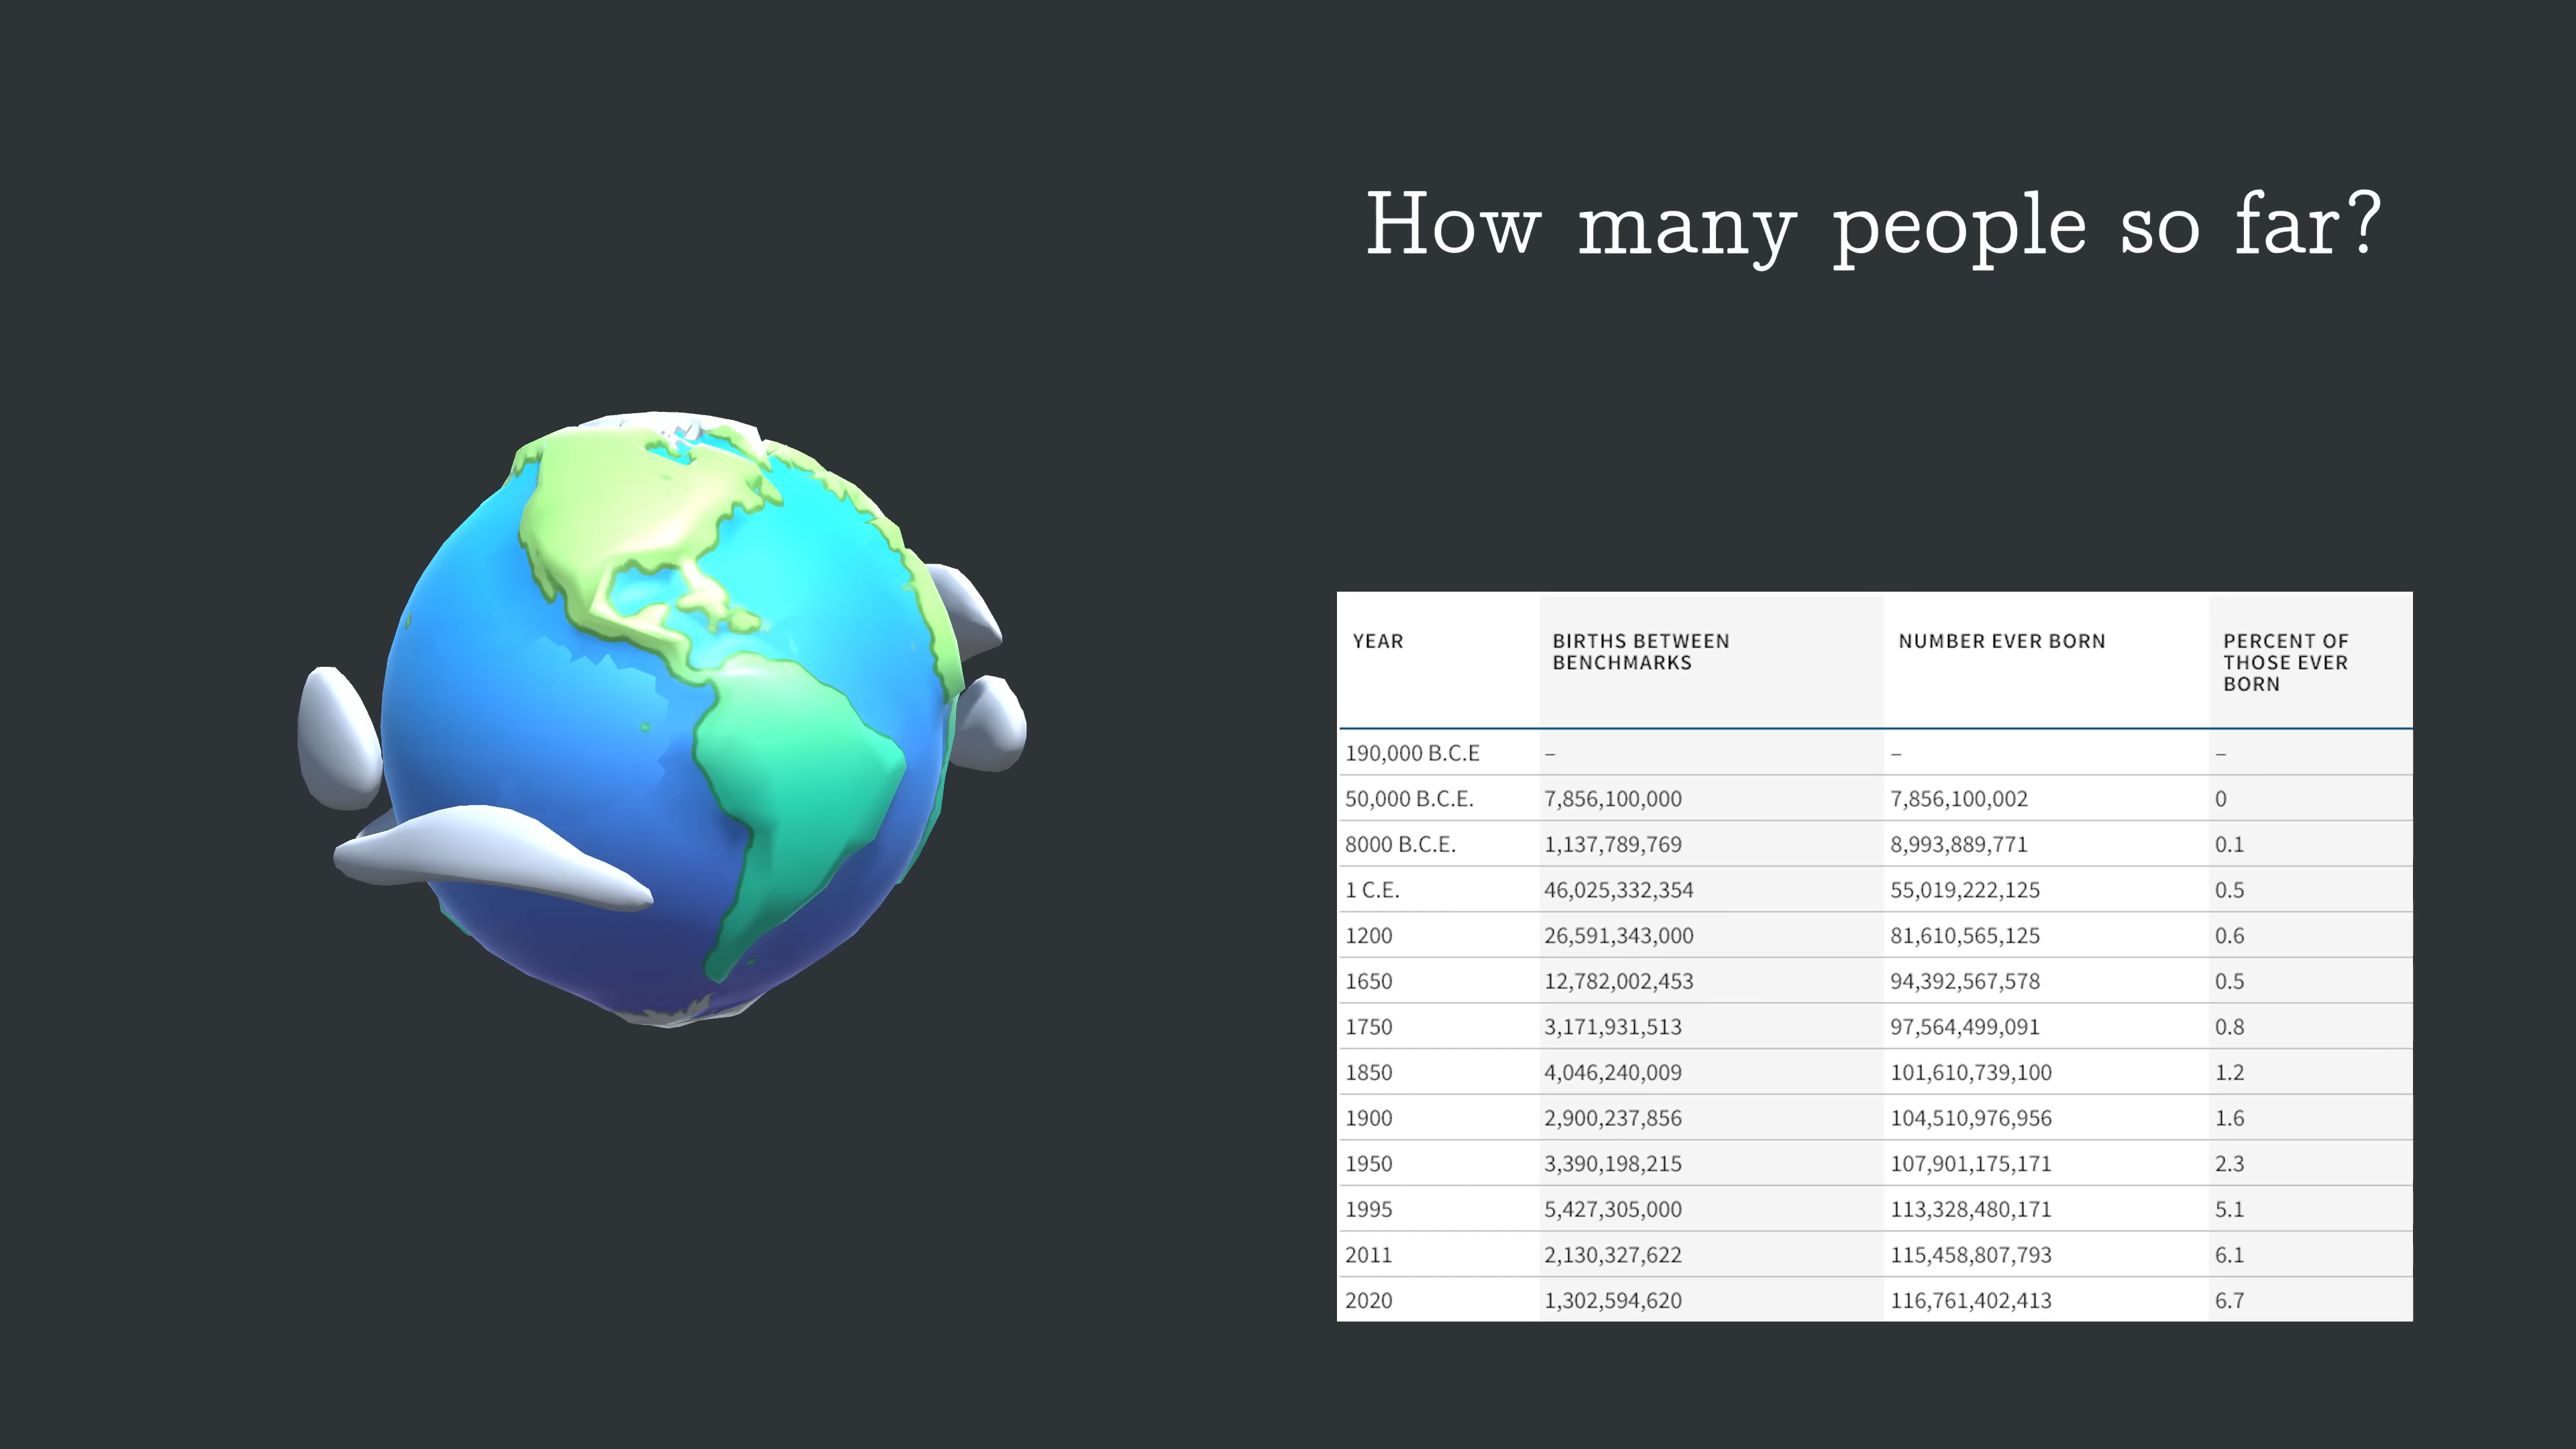 How many people so far?
YEAR BIRTHS BETWEEN BENCHMARKS NUMBER EVER BORN PERCENT OF THOSE EVER BORN
190,000 B.C.E – – –
50,000 B.C.E. 7,856,100,000 7,856,100,002 0
8000 B.C.E. 1,137,789,769 8,993,889,771 0.1
1 C.E. 46,025,332,354 55,019,222,125 0.5
1200 26,591,343,000 81,610,565,125 0.6
1650 12,782,002,453 94,392,567,578 0.5
1750 3,171,931,513 97,564,499,091 0.8
1850 4,046,240,009 101,610,739,100 1.2
1900 2,900,237,856 104,510,976,956 1.6
1950 3,390,198,215 107,901,175,171 2.3
1995 5,427,305,000 113,328,480,171 5.1
2011 2,130,327,622 115,458,807,793 6.1
2020 1,302,594,620 116,761,402,413 6.7